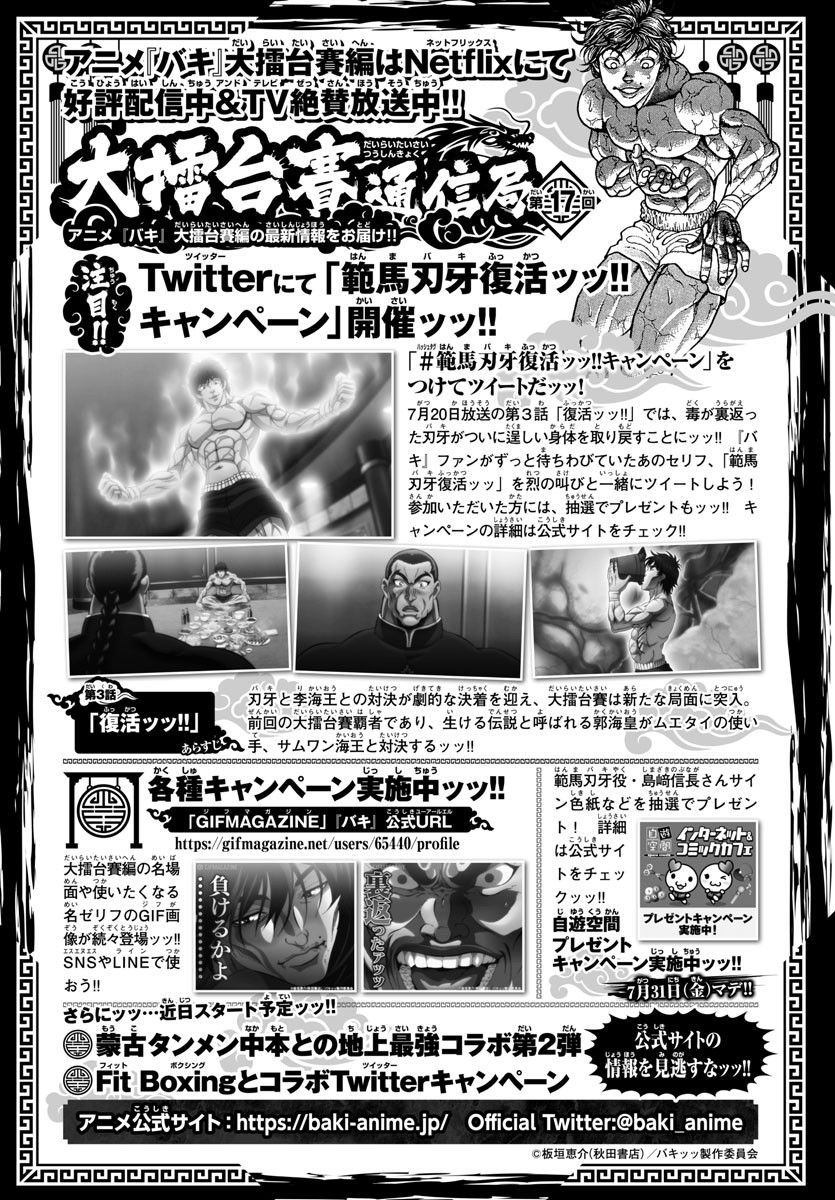 アニメ『バキ』大擂台賽編はNetflixにて
好評配信中&TV絶賛放送中!!
大擂台賽通信局 第17回
アニメ『バキ』大擂台賽編の最新情報をお届け!!
注目!!
Twitterにて「範馬刃牙復活ッッ!!
キャンペーン」開催ッッ!!
「#範馬刃牙復活ッッ!!キャンペーン」を
つけてツイートだッッ!
7月20日放送の第3話「復活ッッ!!」では、毒が裏返っ
た刃牙がついに逞しい身体を取り戻すことにッッ!! 『バ
キ』ファンがずっと待ちわびていたあのセリフ、「範馬
刃牙復活ッッ」を烈の叫びと一緒にツイートしよう!
参加いただいた方には、抽選でプレゼントもッッ!! キ
ャンペーンの詳細は公式サイトをチェック!!
第3話
「復活ッッ!!」
あらすじ
刃牙と李海王との対決が劇的な決着を迎え、大擂台賽は新たな局面に突入。
前回の大擂台賽覇者であり、生ける伝説と呼ばれる郭海皇がムエタイの使い
手、サムワン海王と対決するッッ!!
各種キャンペーン実施中ッッ!!
「GIFMAGAZINE」『バキ』公式URL
https://gifmagazine.net/users/65440/profile
大擂台賽編の名場
面や使いたくなる
名ゼリフのGIF画
像が続々登場ッッ!!
SNSやLINEで使
おう!!
負けるかよ………
裏返ったァッッ
範馬刃牙役・島﨑信長さんサイ
ン色紙などを抽選でプレゼン
ト! 詳細
は公式サイ
トをチェッ
クッッ!!
自遊空間
インターネット&
コミックカフェ
プレゼントキャンペーン
実施中!
自遊空間
プレゼント
キャンペーン実施中ッッ!!
7月31日(金)マデ!!
さらにッッ…近日スタート予定ッッ!!
蒙古タンメン中本との地上最強コラボ第2弾
Fit BoxingとコラボTwitterキャンペーン
公式サイトの
情報を見逃すなッッ!!
アニメ公式サイト:https://baki-anime.jp/ Official Twitter:@baki_anime
©板垣恵介(秋田書店)/バキッッ製作委員会